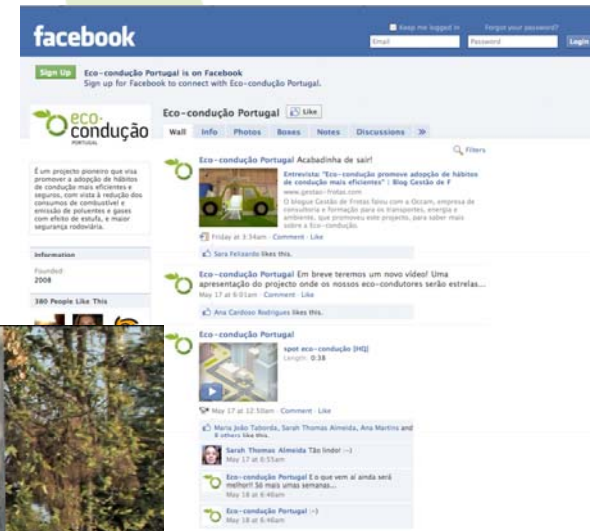 facebook
Keep me logged in
Forgot your password?
Email
Password
Login
Sign Up
Eco-condução Portugal is on Facebook
Sign up for Facebook to connect with Eco-condução Portugal.
eco
condução
PORTUGAL
Eco-condução Portugal
Like
Wall Info Photos Boxes Notes Discussions »
Filters
É um projecto pioneiro que visa
promover a adopção de hábitos
de condução mais eficientes e
seguros, com vista à redução dos
consumos de combustível e
emissão de poluentes e gases
com efeito de estufa, e maior
segurança rodoviária.
Information
Founded:
2008
380 People Like This
Eco-condução Portugal Acabadinha de sair!
Entrevista: "Eco-condução promove adopção de hábitos
de condução mais eficientes" | Blog Gestão de F
www.gestao-frotas.com
O blogue Gestão de Frotas falou com a Occam, empresa de
consultoria e formação para os transportes, energia e
ambiente, que promoveu este projecto, para saber mais
sobre a Eco-condução.
Friday at 3:34am · Comment · Like
Sara Felizardo likes this.
Eco-condução Portugal Em breve teremos um novo vídeo! Uma
apresentação do projecto onde os nossos eco-condutores serão estrelas...
May 17 at 6:01am · Comment · Like
Ana Cardoso Rodrigues likes this.
Eco-condução Portugal
spot eco-condução [HQ]
Length: 0:38
May 17 at 12:50am · Comment · Like
Maria João Taborda, Sarah Thomas Almeida, Ana Martins and
8 others like this.
Sarah Thomas Almeida Tão lindo! :-)
May 17 at 6:55am
Eco-condução Portugal E o que vem aí ainda será
melhor!! Só mais umas semanas...
May 18 at 6:46am
Eco-condução Portugal :-)
May 18 at 6:46am